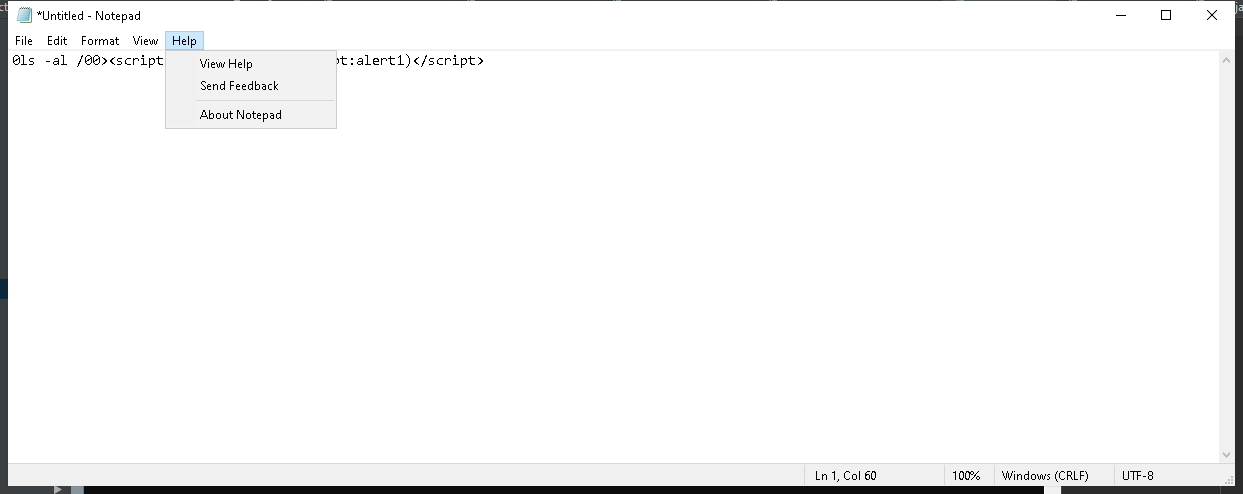 *Untitled - Notepad
File Edit Format View Help
0ls -al /00><script pt:alert1)</script>
View Help
Send Feedback
About Notepad
Ln 1, Col 60 100% Windows (CRLF) UTF-8